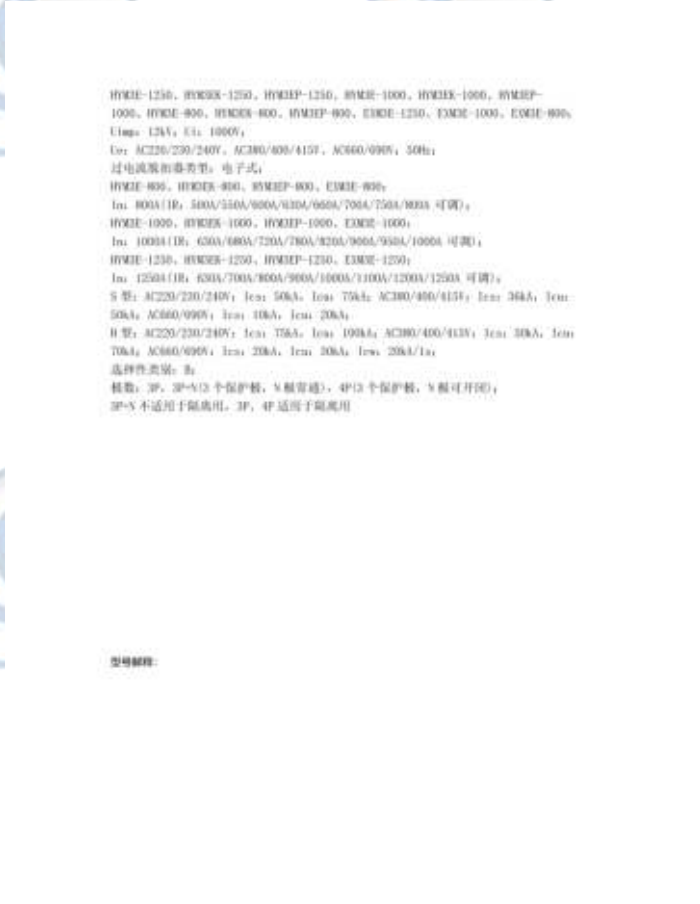 HYM3E-1250、HYM3EK-1250、HYM3EP-1250、HYM3E-1000、HYM3EK-1000、HYM3EP-
1000、HYM3E-800、HYM3EK-800、HYM3EP-800、EXM3E-1250、EXM3E-1000、EXM3E-800;
Uimp: 12kV; Ui: 1000V;
Ue: AC220/230/240V、AC380/400/415V、AC660/690V; 50Hz;
过电流脱扣器类型: 电子式;
HYM3E-800、HYM3EK-800、HYM3EP-800、EXM3E-800:
In: 800A(IR: 500A/550A/600A/630A/660A/700A/750A/800A 可调);
HYM3E-1000、HYM3EK-1000、HYM3EP-1000、EXM3E-1000:
In: 1000A(IR: 630A/680A/720A/780A/820A/900A/950A/1000A 可调);
HYM3E-1250、HYM3EK-1250、HYM3EP-1250、EXM3E-1250:
In: 1250A(IR: 630A/700A/800A/900A/1000A/1100A/1200A/1250A 可调);
S 型: AC220/230/240V: Ics: 50kA, Icu: 75kA; AC380/400/415V: Ics: 36kA, Icu:
50kA; AC660/690V: Ics: 10kA, Icu: 20kA;
H 型: AC220/230/240V: Ics: 75kA, Icu: 100kA; AC380/400/415V: Ics: 50kA, Icu:
70kA; AC660/690V: Ics: 20kA, Icu: 30kA; Icw: 20kA/1s;
选择性类别: B;
极数: 3P、3P+N(3 个保护极, N 极常通)、4P(3 个保护极, N 极可开闭);
3P+N 不适用于隔离用, 3P、4P 适用于隔离用
型号解释: